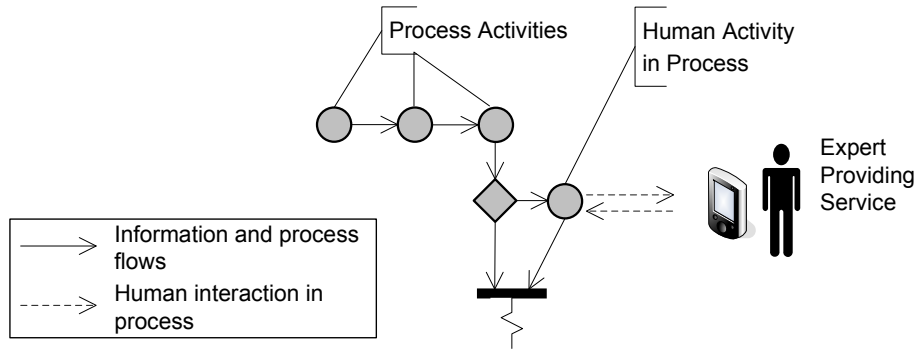 Process Activities
Human Activity
in Process
Expert
Providing
Service
Information and process
flows
Human interaction in
process